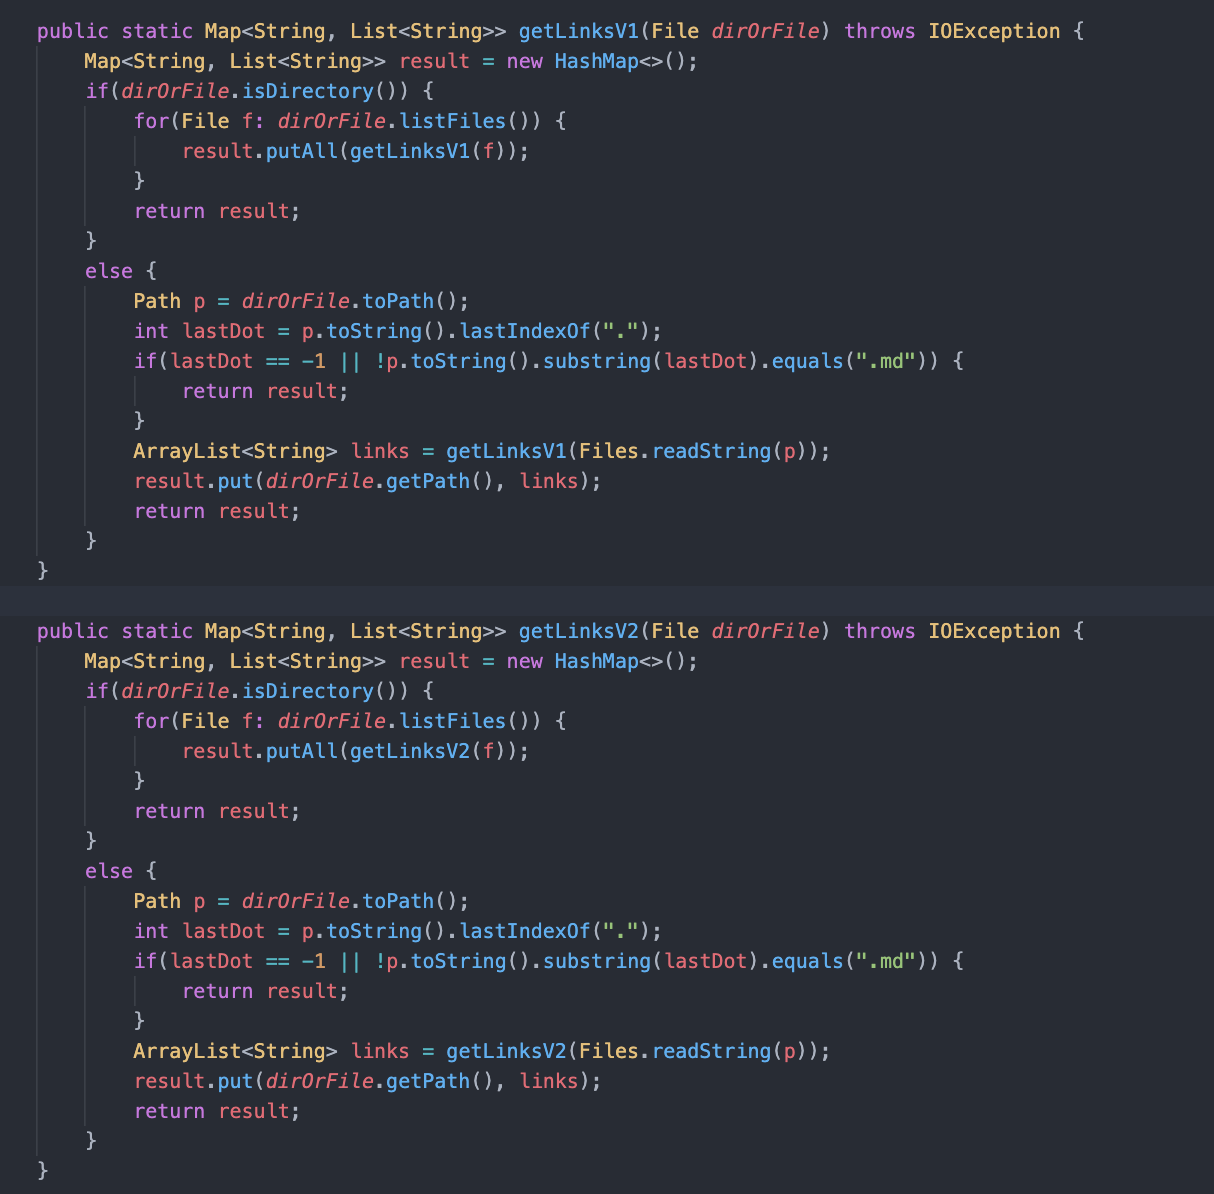 public static Map<String, List<String>> getLinksV1(File dirOrFile) throws IOException {
    Map<String, List<String>> result = new HashMap<>();
    if(dirOrFile.isDirectory()) {
        for(File f: dirOrFile.listFiles()) {
            result.putAll(getLinksV1(f));
        }
        return result;
    }
    else {
        Path p = dirOrFile.toPath();
        int lastDot = p.toString().lastIndexOf(".");
        if(lastDot == -1 || !p.toString().substring(lastDot).equals(".md")) {
            return result;
        }
        ArrayList<String> links = getLinksV1(Files.readString(p));
        result.put(dirOrFile.getPath(), links);
        return result;
    }
}

public static Map<String, List<String>> getLinksV2(File dirOrFile) throws IOException {
    Map<String, List<String>> result = new HashMap<>();
    if(dirOrFile.isDirectory()) {
        for(File f: dirOrFile.listFiles()) {
            result.putAll(getLinksV2(f));
        }
        return result;
    }
    else {
        Path p = dirOrFile.toPath();
        int lastDot = p.toString().lastIndexOf(".");
        if(lastDot == -1 || !p.toString().substring(lastDot).equals(".md")) {
            return result;
        }
        ArrayList<String> links = getLinksV2(Files.readString(p));
        result.put(dirOrFile.getPath(), links);
        return result;
    }
}